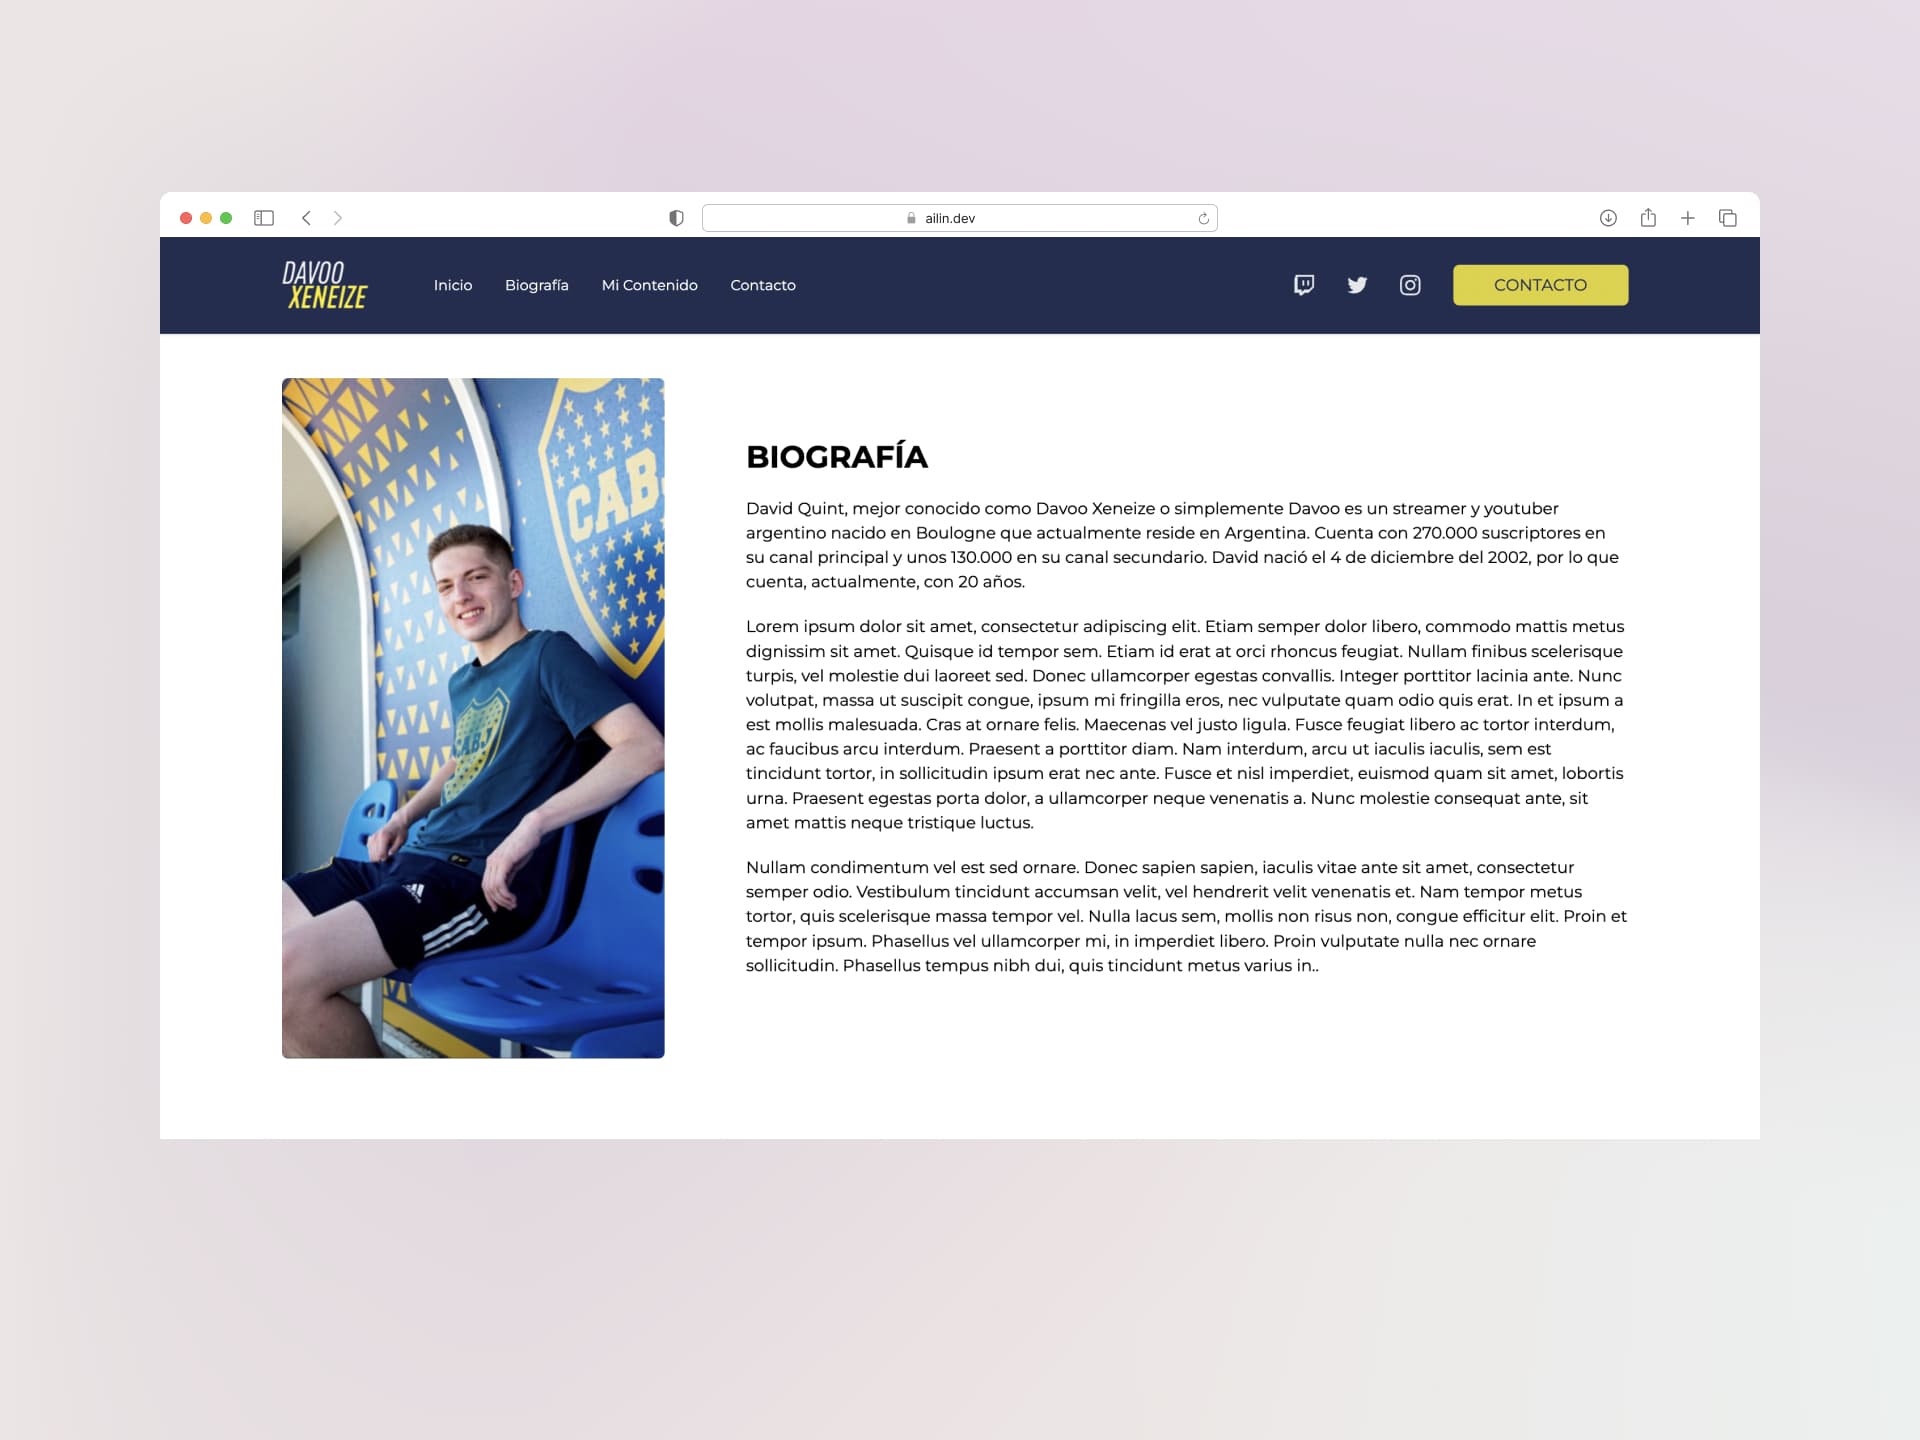 ailin.dev
DAVOO
XENEIZE
Inicio
Biografía
Mi Contenido
Contacto
CONTACTO
CAB
CABJ
BIOGRAFÍA
David Quint, mejor conocido como Davoo Xeneize o simplemente Davoo es un streamer y youtuber
argentino nacido en Boulogne que actualmente reside en Argentina. Cuenta con 270.000 suscriptores en
su canal principal y unos 130.000 en su canal secundario. David nació el 4 de diciembre del 2002, por lo que
cuenta, actualmente, con 20 años.
Lorem ipsum dolor sit amet, consectetur adipiscing elit. Etiam semper dolor libero, commodo mattis metus
dignissim sit amet. Quisque id tempor sem. Etiam id erat at orci rhoncus feugiat. Nullam finibus scelerisque
turpis, vel molestie dui laoreet sed. Donec ullamcorper egestas convallis. Integer porttitor lacinia ante. Nunc
volutpat, massa ut suscipit congue, ipsum mi fringilla eros, nec vulputate quam odio quis erat. In et ipsum a
est mollis malesuada. Cras at ornare felis. Maecenas vel justo ligula. Fusce feugiat libero ac tortor interdum,
ac faucibus arcu interdum. Praesent a porttitor diam. Nam interdum, arcu ut iaculis iaculis, sem est
tincidunt tortor, in sollicitudin ipsum erat nec ante. Fusce et nisl imperdiet, euismod quam sit amet, lobortis
urna. Praesent egestas porta dolor, a ullamcorper neque venenatis a. Nunc molestie consequat ante, sit
amet mattis neque tristique luctus.
Nullam condimentum vel est sed ornare. Donec sapien sapien, iaculis vitae ante sit amet, consectetur
semper odio. Vestibulum tincidunt accumsan velit, vel hendrerit velit venenatis et. Nam tempor metus
tortor, quis scelerisque massa tempor vel. Nulla lacus sem, mollis non risus non, congue efficitur elit. Proin et
tempor ipsum. Phasellus vel ullamcorper mi, in imperdiet libero. Proin vulputate nulla nec ornare
sollicitudin. Phasellus tempus nibh dui, quis tincidunt metus varius in..